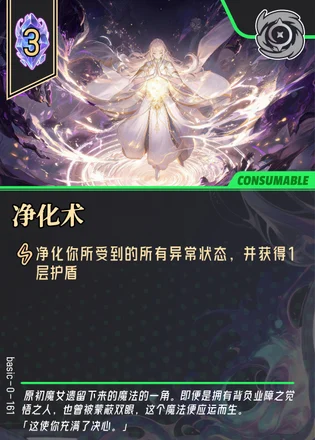 3
CONSUMABLE
净化术
净化你所受到的所有异常状态，并获得1
层护盾
basic-0-161
原初魔女遗留下来的魔法的一角。即便是拥有背负业障之觉
悟之人，也曾被蒙蔽双眼，这个魔法便应运而生。
「这使你充满了决心。」